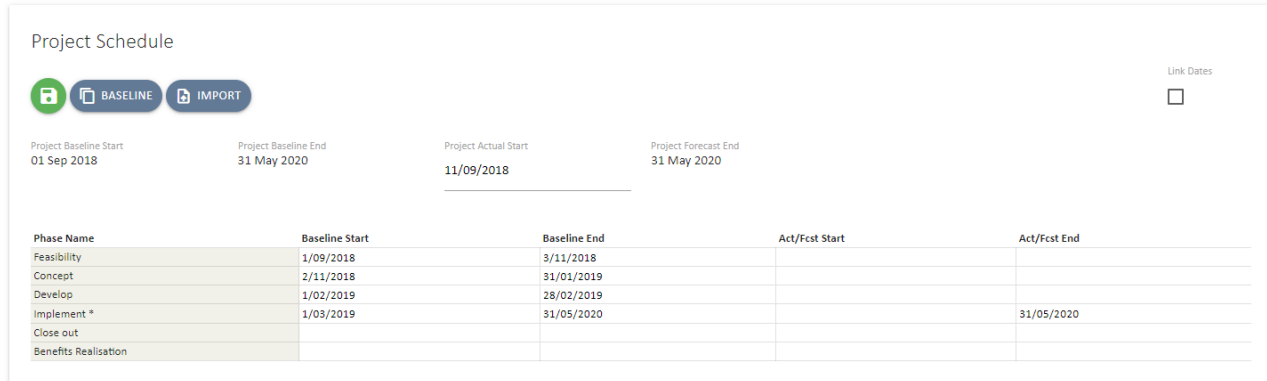 Project Schedule
Link Dates
BASELINE IMPORT
Project Baseline Start Project Baseline End Project Actual Start Project Forecast End
01 Sep 2018 31 May 2020 11/09/2018 31 May 2020
Phase Name Baseline Start Baseline End Act/Fcst Start Act/Fcst End
Feasibility 1/09/2018 3/11/2018
Concept 2/11/2018 31/01/2019
Develop 1/02/2019 28/02/2019
Implement * 1/03/2019 31/05/2020 31/05/2020
Close out
Benefits Realisation